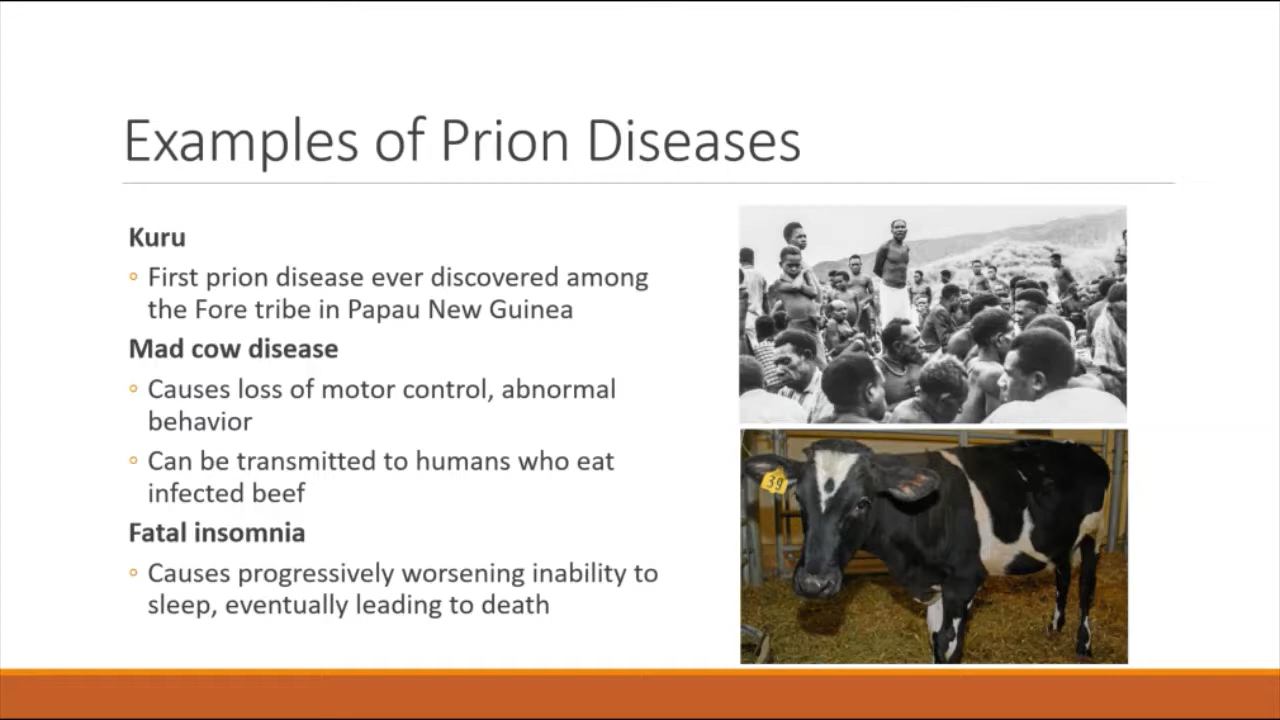 Examples of Prion Diseases
Kuru
◦ First prion disease ever discovered among
the Fore tribe in Papau New Guinea
Mad cow disease
◦ Causes loss of motor control, abnormal
behavior
◦ Can be transmitted to humans who eat
infected beef
Fatal insomnia
◦ Causes progressively worsening inability to
sleep, eventually leading to death
39